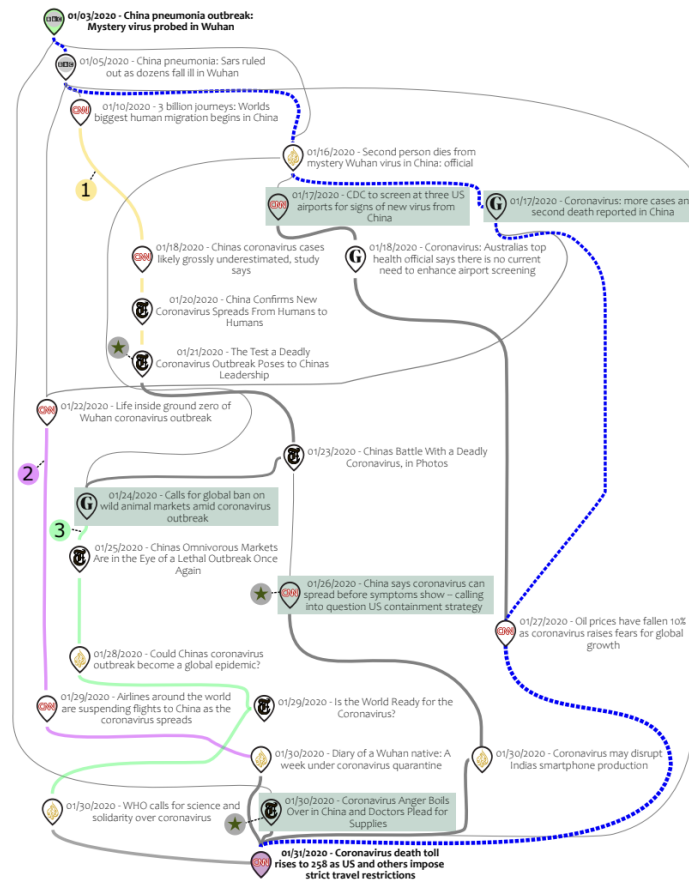 01/03/2020 - China pneumonia outbreak:
Mystery virus probed in Wuhan
BBC
01/05/2020 - China pneumonia: Sars ruled
out as dozens fall ill in Wuhan
BBC
01/10/2020 - 3 billion journeys: Worlds
biggest human migration begins in China
CNN
01/16/2020 - Second person dies from
mystery Wuhan virus in China: official
1
01/17/2020 - CDC to screen at three US
airports for signs of new virus from
China
CNN
01/17/2020 - Coronavirus: more cases an
second death reported in China
G
01/18/2020 - Chinas coronavirus cases
likely grossly underestimated, study
says
CNN
01/18/2020 - Coronavirus: Australias top
health official says there is no current
need to enhance airport screening
G
01/20/2020 - China Confirms New
Coronavirus Spreads From Humans to
Humans
T
01/21/2020 - The Test a Deadly
Coronavirus Outbreak Poses to Chinas
Leadership
T
01/22/2020 - Life inside ground zero of
Wuhan coronavirus outbreak
CNN
01/23/2020 - Chinas Battle With a Deadly
Coronavirus, in Photos
T
2
01/24/2020 - Calls for global ban on
wild animal markets amid coronavirus
outbreak
G
3
01/25/2020 - Chinas Omnivorous Markets
Are in the Eye of a Lethal Outbreak Once
Again
T
01/26/2020 - China says coronavirus can
spread before symptoms show – calling
into question US containment strategy
CNN
01/27/2020 - Oil prices have fallen 10%
as coronavirus raises fears for global
growth
CNN
01/28/2020 - Could Chinas coronavirus
outbreak become a global epidemic?
01/29/2020 - Airlines around the world
are suspending flights to China as the
coronavirus spreads
CNN
01/29/2020 - Is the World Ready for the
Coronavirus?
T
01/30/2020 - Diary of a Wuhan native: A
week under coronavirus quarantine
01/30/2020 - Coronavirus may disrupt
Indias smartphone production
01/30/2020 - WHO calls for science and
solidarity over coronavirus
01/30/2020 - Coronavirus Anger Boils
Over in China and Doctors Plead for
Supplies
T
01/31/2020 - Coronavirus death toll
rises to 258 as US and others impose
strict travel restrictions
CNN